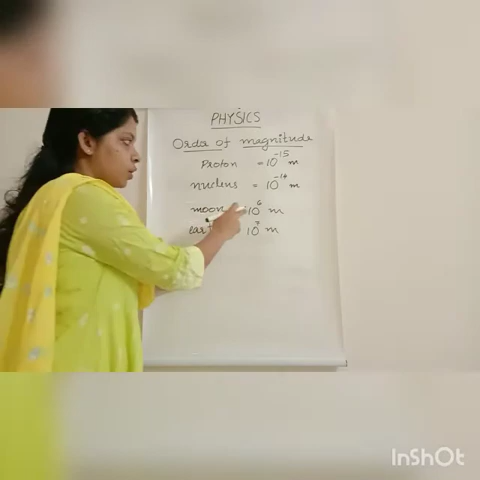 PHYSICS
Order of magnitude
Proton = 10⁻¹⁵ m
nucleus = 10⁻¹⁴ m
moon = 10⁶ m
10⁷ m
InShOt